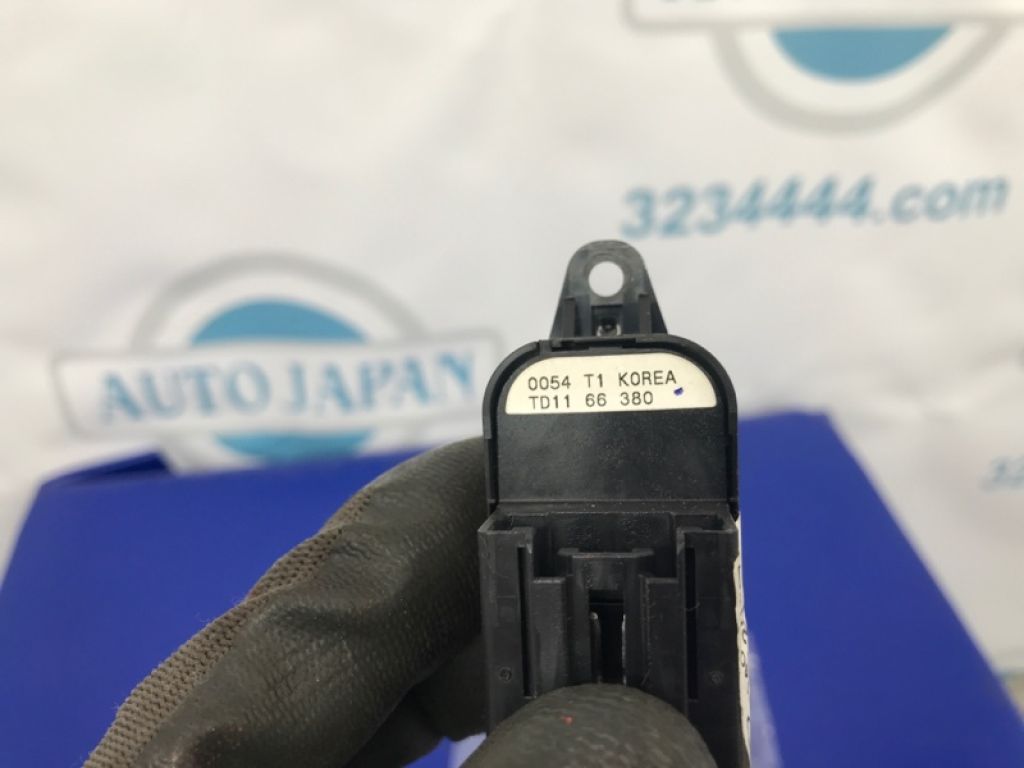 3234444.com
AUTO JAPAN
0054 T1 KOREA
TD11 66 380